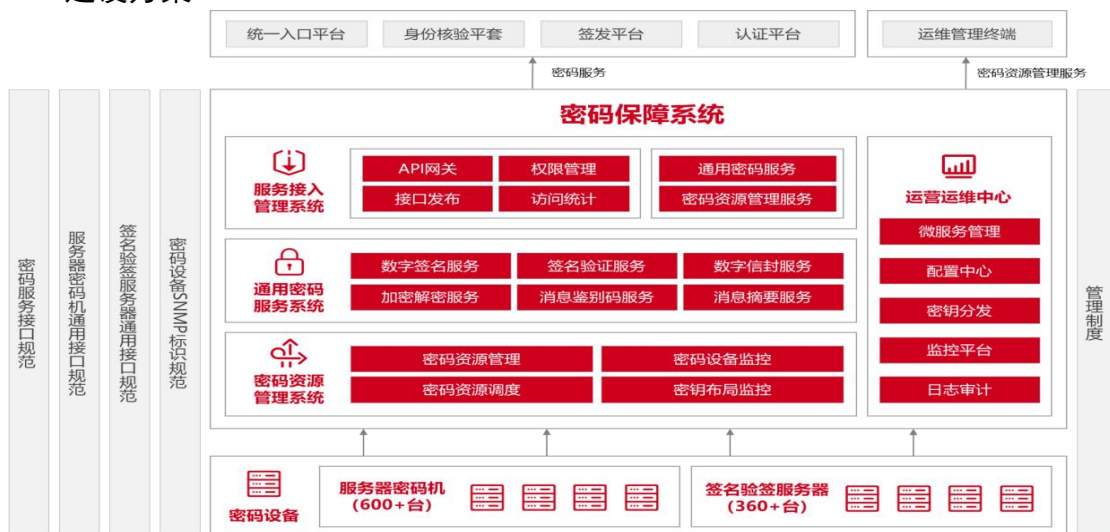 建设方案
统一入口平台
身份核验平套
签发平台
认证平台
运维管理终端
密码服务
密码资源管理服务
密码服务接口规范
服务器密码机通用接口规范
签名验签服务器通用接口规范
密码设备SNMP标识规范
密码保障系统
服务接入
管理系统
API网关
权限管理
接口发布
访问统计
通用密码服务
密码资源管理服务
通用密码
服务系统
数字签名服务
签名验证服务
数字信封服务
加密解密服务
消息鉴别码服务
消息摘要服务
密码资源
管理系统
密码资源管理
密码设备监控
密码资源调度
密钥布局监控
运营运维中心
微服务管理
配置中心
密钥分发
监控平台
日志审计
管理制度
密码设备
服务器密码机
(600+台)
签名验签服务器
(360+台)